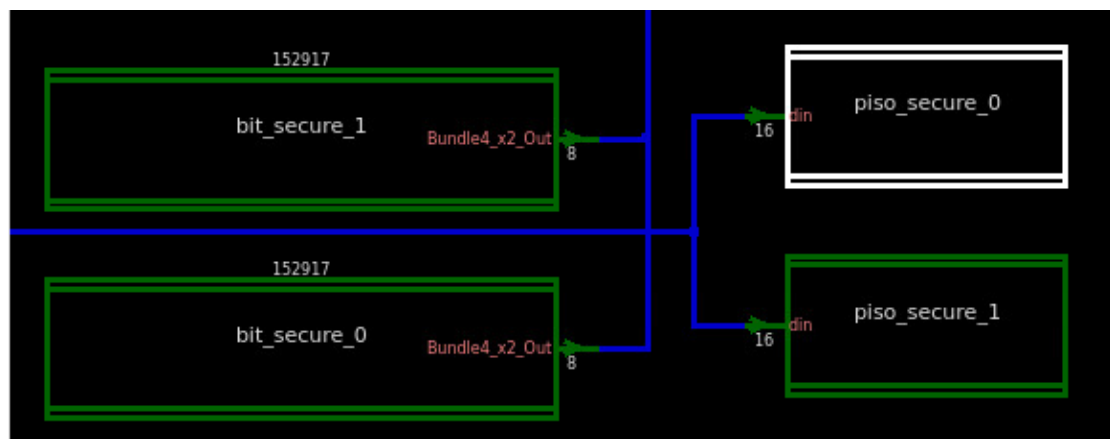 152917
bit_secure_1
Bundle4_x2_Out
8
piso_secure_0
din
16
152917
bit_secure_0
Bundle4_x2_Out
8
piso_secure_1
din
16